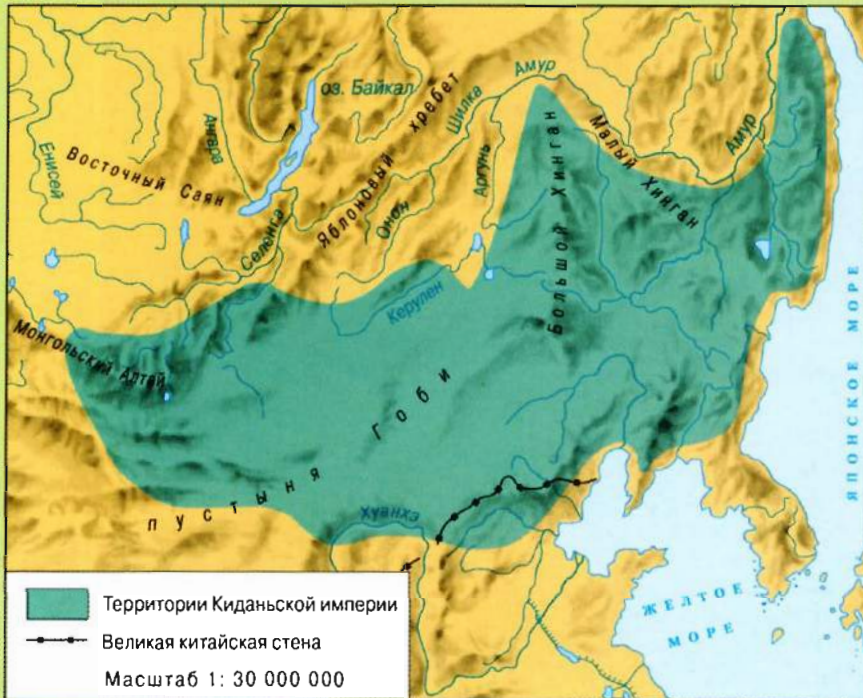 Амур
оз. Байкал
Яблоновый хребет
Шилка
Ангара
Енисей
Восточный Саян
Аргунь
Малый Хинган
Амур
Онон
Селенга
Большой Хинган
Керулен
Монгольский Алтай
пустыня Гоби
Хуанхэ
ЯПОНСКОЕ МОРЕ
ЖЕЛТОЕ
МОРЕ
Территории Киданьской империи
Великая китайская стена
Масштаб 1: 30 000 000